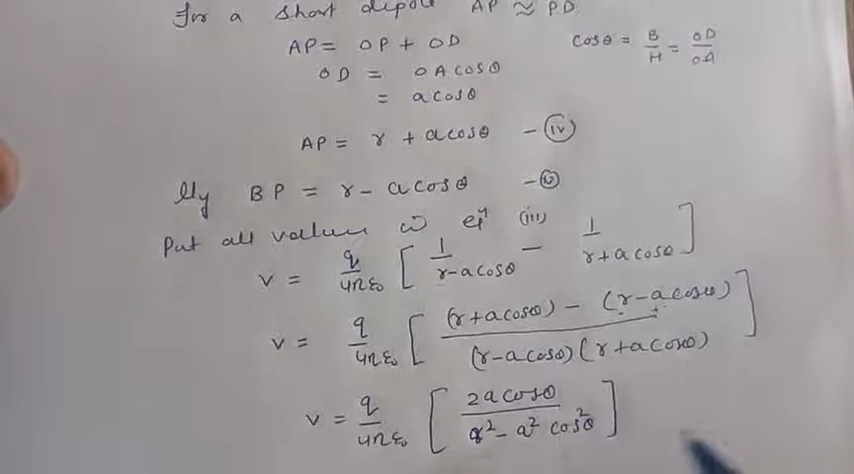 For a short dipole AP ≈ PD
AP = OP + OD
cosθ = B/H = OD/OA
OD = OA cosθ
= a cosθ
AP = r + a cosθ - (iv)
lly BP = r - a cosθ - (v)
Put all values in eqn (iii)
V = q/4πε₀ [ 1/r-a cosθ - 1/r+a cosθ ]
V = q/4πε₀ [ (r+a cosθ) - (r-a cosθ) / (r-a cosθ)(r+a cosθ) ]
V = q/4πε₀ [ 2a cosθ / r² - a² cos²θ ]